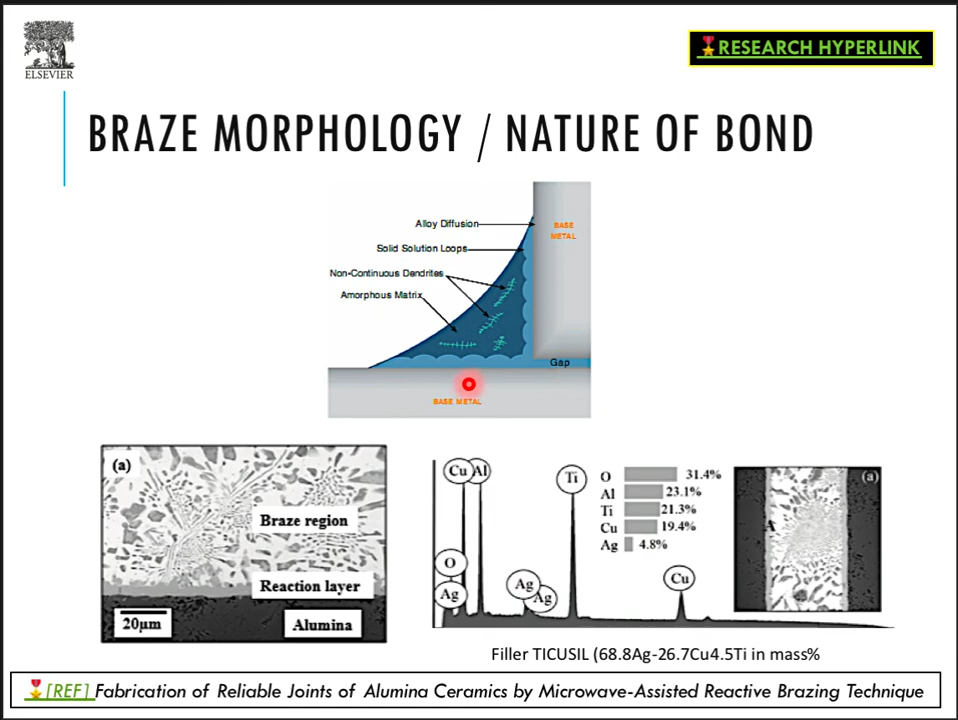 ELSEVIER
RESEARCH HYPERLINK
BRAZE MORPHOLOGY / NATURE OF BOND
Alloy Diffusion
BASE
METAL
Solid Solution Loops
Non-Continuous Dendrites
Amorphous Matrix
Gap
BASE METAL
(a)
Braze region
Reaction layer
20µm
Alumina
Cu Al
Ti
O
Ag
Ag
Ag
Cu
O 31.4%
Al 23.1%
Ti 21.3%
Cu 19.4%
Ag 4.8%
(a)
A
Filler TICUSIL (68.8Ag-26.7Cu4.5Ti in mass%
[REF] Fabrication of Reliable Joints of Alumina Ceramics by Microwave-Assisted Reactive Brazing Technique